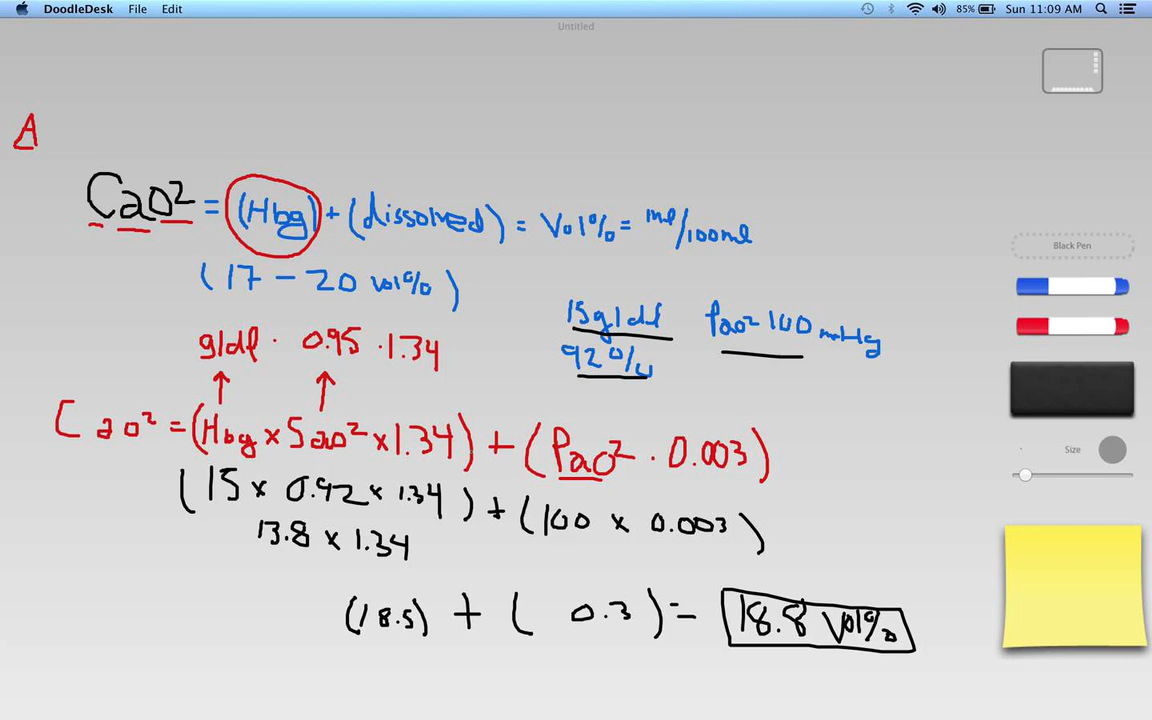 DoodleDesk File Edit 85% Sun 11:09 AM
Untitled
A
CaO² = (Hbg) + (dissolved) = Vol% = ml/100ml
(17 - 20 vol%)
15g/dl PaO² 100 mmHg
92%
g/dl · 0.95 · 1.34
CaO² = (Hbg x SaO² x 1.34) + (PaO² · 0.003)
(15 x 0.92 x 1.34) + (100 x 0.003)
13.8 x 1.34
(18.5) + ( 0.3) = 18.8 vol%
Black Pen
Size